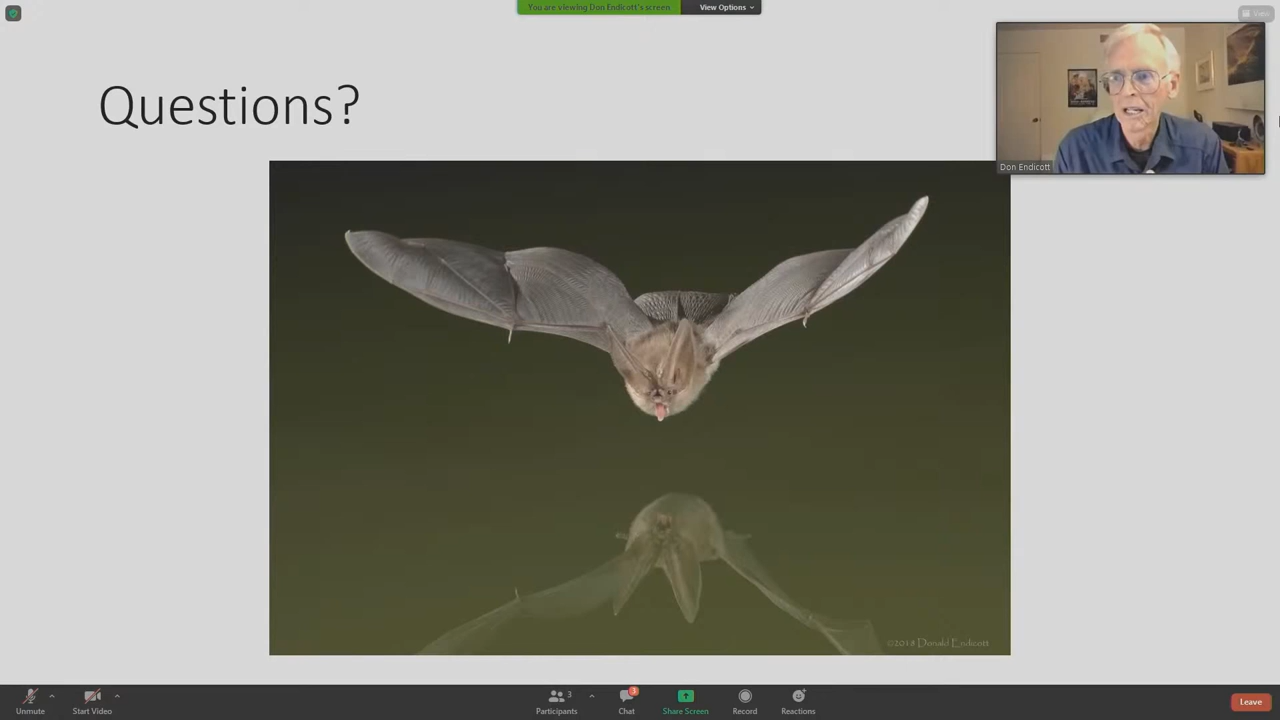 You are viewing Don Endicott's screen
View Options
View
Questions?
Don Endicott
©2018 Donald Endicott
Unmute
Start Video
3
Participants
3
Chat
Share Screen
Record
Reactions
Leave